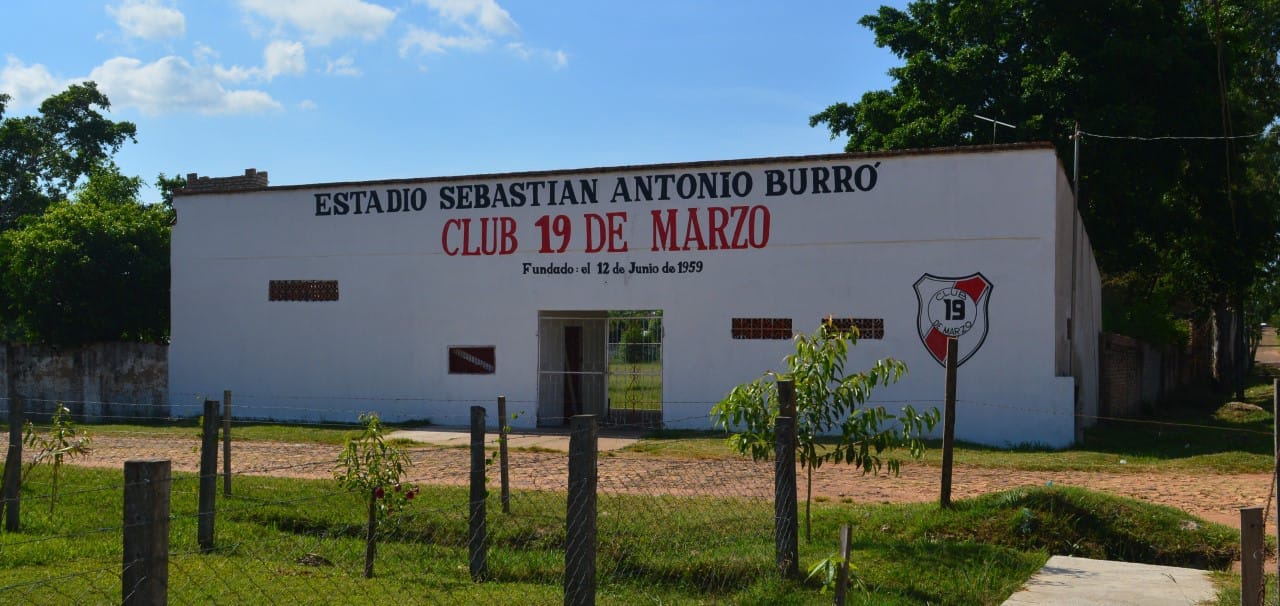 ESTADIO SEBASTIAN ANTONIO BURRÓ
CLUB 19 DE MARZO
Fundado: el 12 de Junio de 1959
CLUB
19
DE MARZO